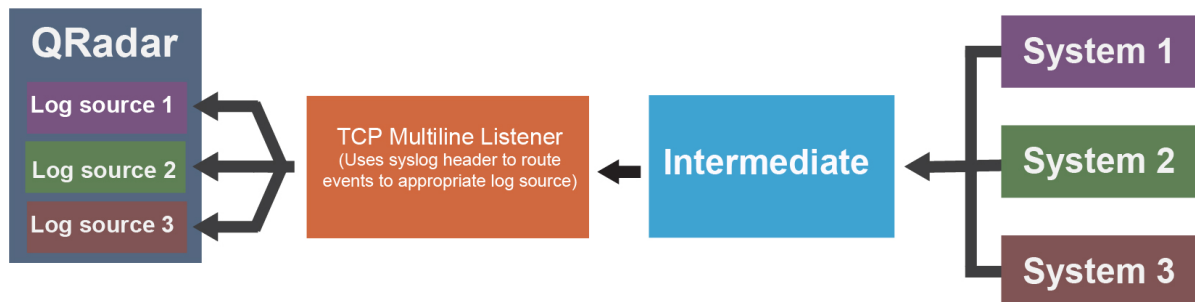 QRadar
Log source 1
Log source 2
Log source 3
TCP Multiline Listener
(Uses syslog header to route
events to appropriate log source)
Intermediate
System 1
System 2
System 3